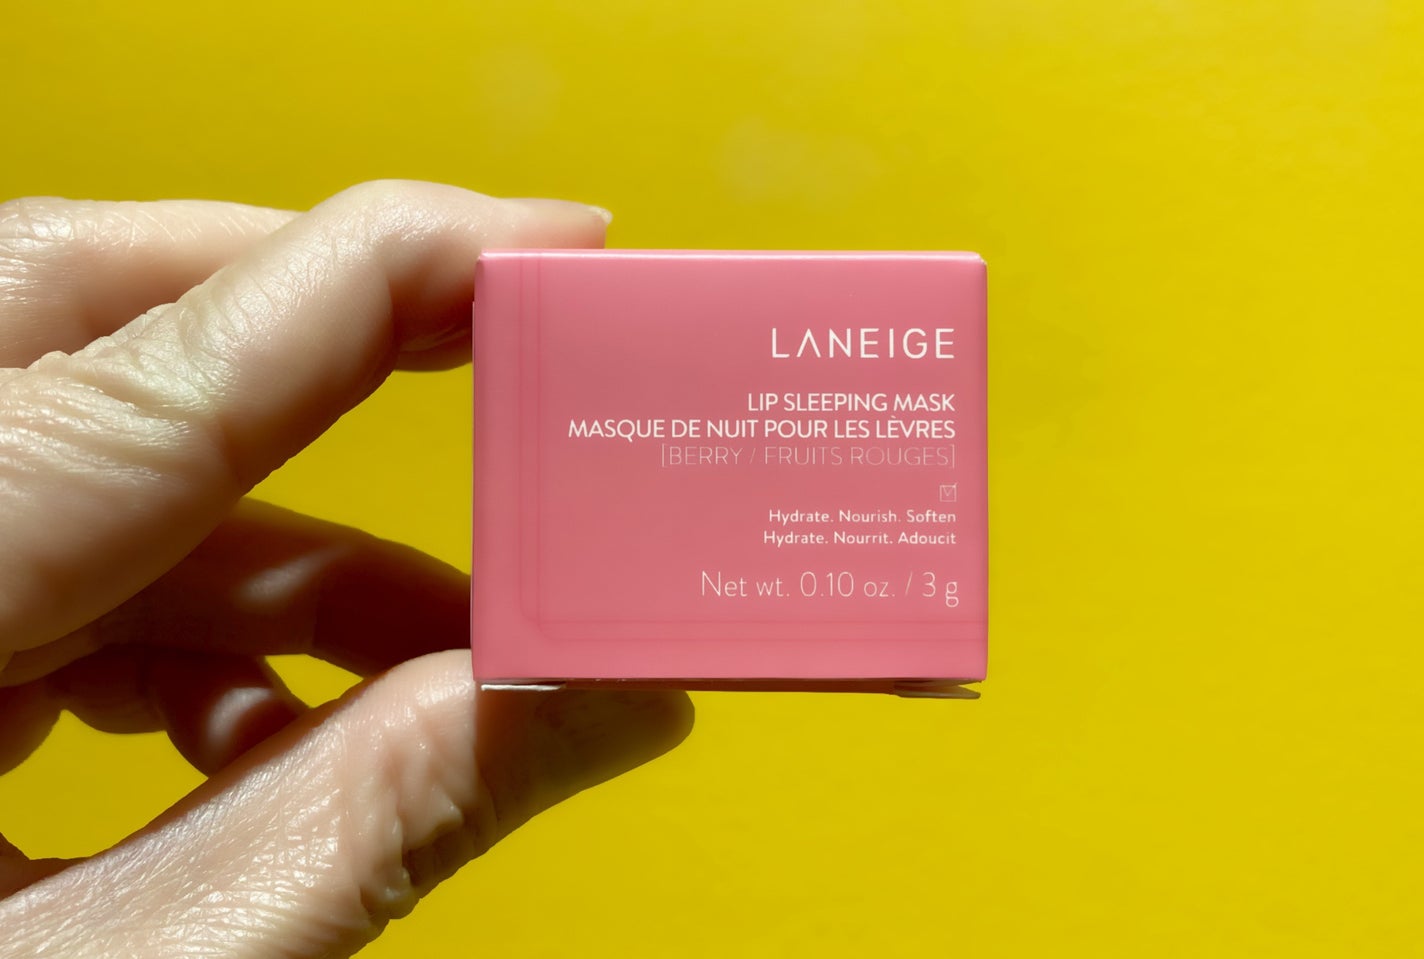 LANEIGE
LIP SLEEPING MASK
MASQUE DE NUIT POUR LES LÈVRES
[BERRY / FRUITS ROUGES]
Hydrate. Nourish. Soften
Hydrate. Nourrit. Adoucit
Net wt. 0.10 oz. / 3 g